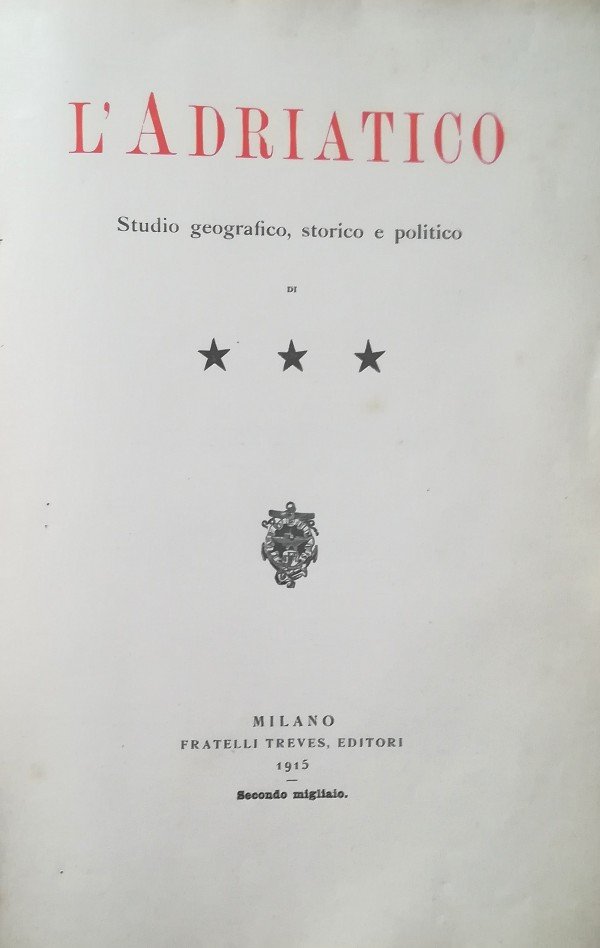 L'ADRIATICO
Studio geografico, storico e politico
DI
★ ★ ★
MILANO
FRATELLI TREVES, EDITORI
1915
Secondo migliaio.